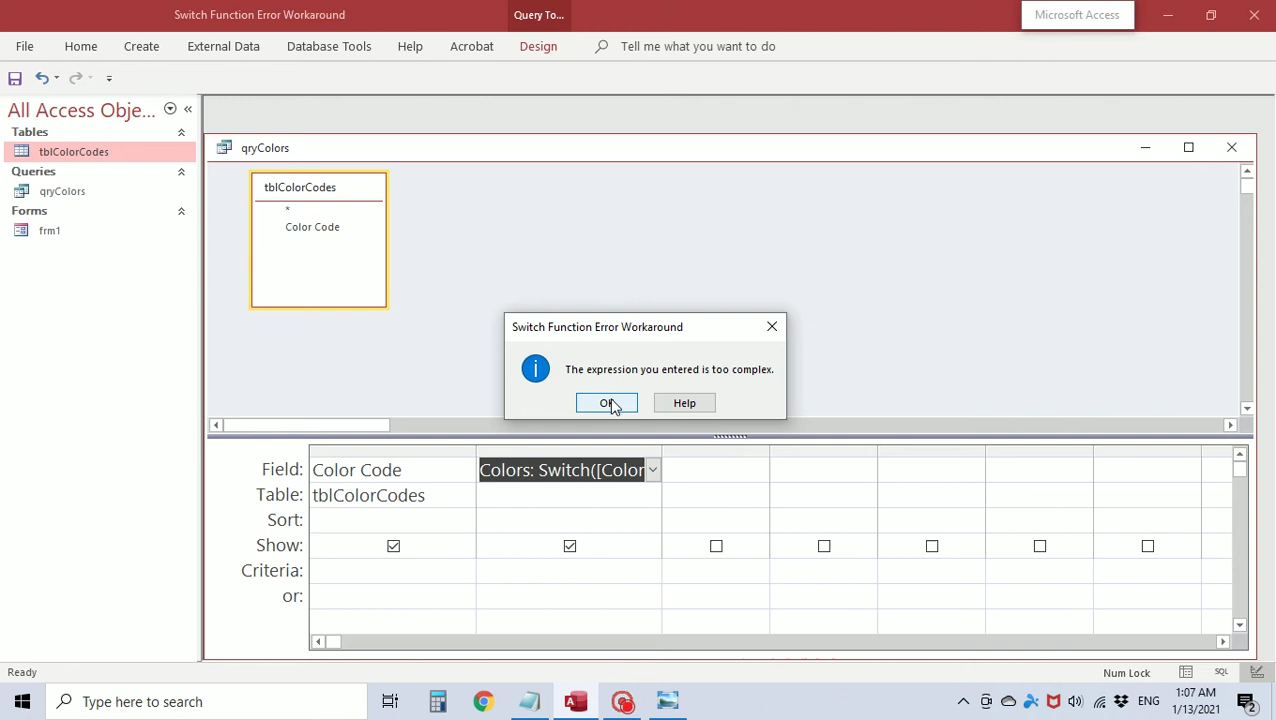 Switch Function Error Workaround
Query To...
Microsoft Access
File Home Create External Data Database Tools Help Acrobat Design Tell me what you want to do
All Access Obje...
Tables
tblColorCodes
Queries
qryColors
Forms
frm1
qryColors
tblColorCodes
*
Color Code
Switch Function Error Workaround
The expression you entered is too complex.
OK Help
Field: Color Code Colors: Switch([Color
Table: tblColorCodes
Sort:
Show:
Criteria:
or:
Ready
Num Lock
SQL
Type here to search
ENG
1:07 AM
1/13/2021
2